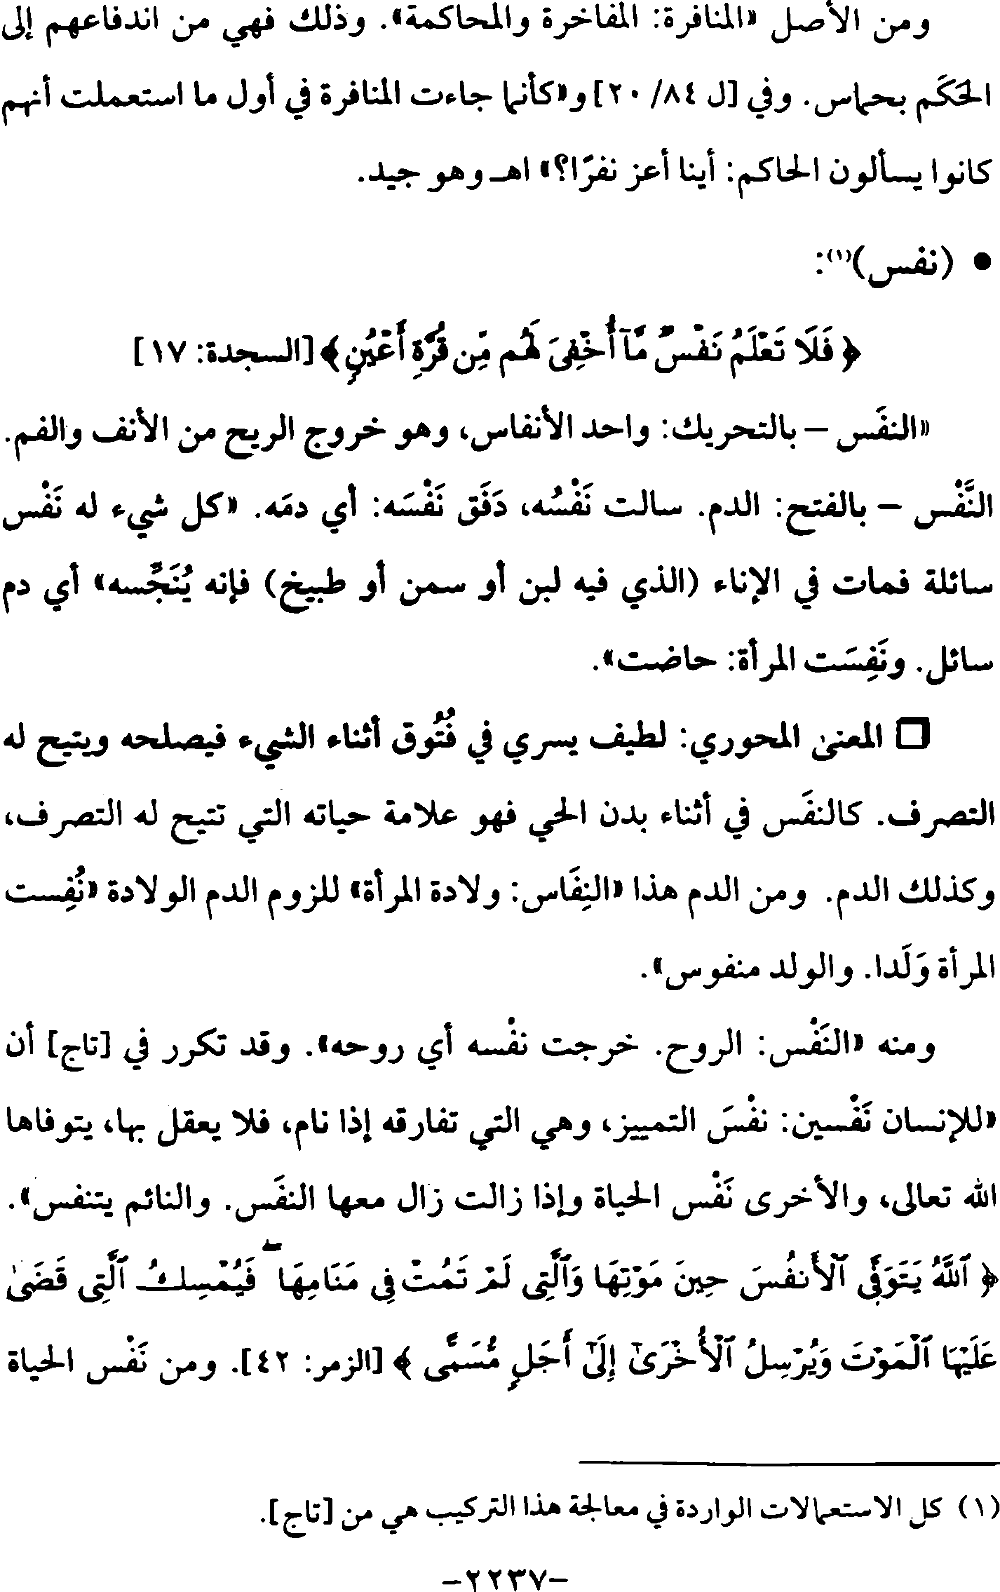 ومن الأصل «المنافرة: المفاخرة والمحاكمة». وذلك فهي من اندفاعهم إلى
الحَكَم بحماس. وفي [ل ٨٤/ ٢٠] و«كأنما جاءت المنافرة في أول ما استعملت أنهم
كانوا يسألون الحاكم: أينا أعز نفرًا؟» اهـ وهو جيد.
• (نفس)(١):
﴿ فَلَا تَعْلَمُ نَفْسٌ مَّآ أُخْفِىَ لَهُم مِّن قُرَّةِ أَعْيُنٍ ﴾ [السجدة: ١٧]
«النفَس – بالتحريك: واحد الأنفاس، وهو خروج الريح من الأنف والفم.
النَّفْس – بالفتح: الدم. سالت نَفْسُه، دَفَق نَفْسَه: أي دمَه. «كل شيء له نَفْس
سائلة فمات في الإناء (الذي فيه لبن أو سمن أو طبيخ) فإنه يُنَجِّسه» أي دم
سائل. ونَفِسَت المرأة: حاضت».
□ المعنى المحوري: لطيف يسري في فُتُوق أثناء الشيء فيصلحه ويتيح له
التصرف. كالنفَس في أثناء بدن الحي فهو علامة حياته التي تتيح له التصرف،
وكذلك الدم. ومن الدم هذا «النِفَاس: ولادة المرأة» للزوم الدم الولادة «نُفِست
المرأة وَلَدا. والولد منفوس».
ومنه «النَفْس: الروح. خرجت نفْسه أي روحه». وقد تكرر في [تاج] أن
«للإنسان نَفْسين: نفْسَ التمييز، وهي التي تفارقه إذا نام، فلا يعقل بها، يتوفاها
الله تعالى، والأخرى نَفْس الحياة وإذا زالت زال معها النفَس. والنائم يتنفس».
﴿ ٱللَّهُ يَتَوَفَّى ٱلْأَنفُسَ حِينَ مَوْتِهَا وَٱلَّتِى لَمْ تَمُتْ فِى مَنَامِهَا ۖ فَيُمْسِكُ ٱلَّتِى قَضَىٰ
عَلَيْهَا ٱلْمَوْتَ وَيُرْسِلُ ٱلْأُخْرَىٰٓ إِلَىٰٓ أَجَلٍ مُّسَمًّى ﴾ [الزمر: ٤٢]. ومن نَفْس الحياة
(١) كل الاستعمالات الواردة في معالجة هذا التركيب هي من [تاج].
–٢٢٣٧–